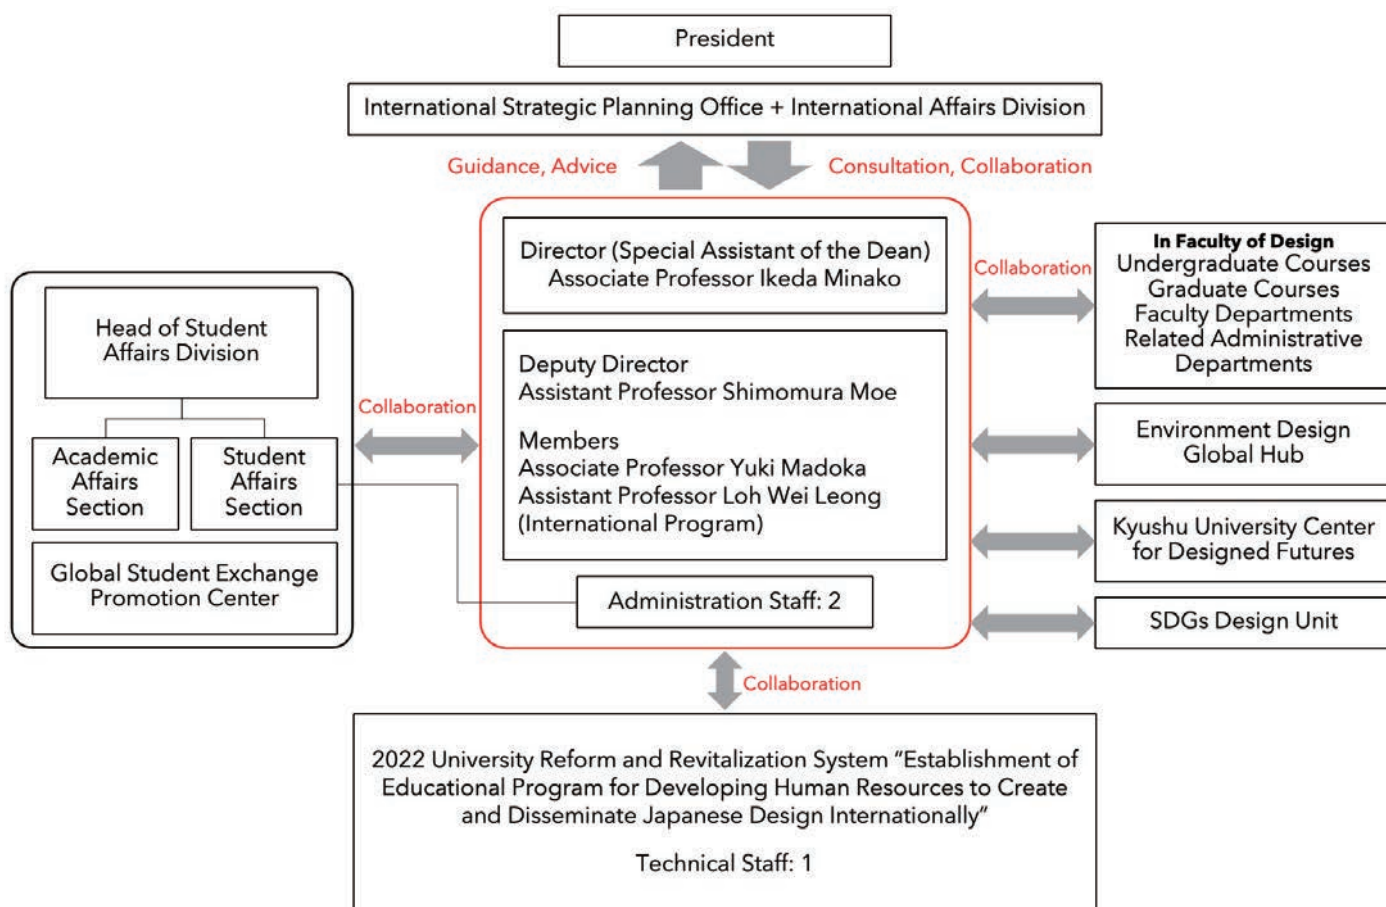 President
International Strategic Planning Office + International Affairs Division
Guidance, Advice
Consultation, Collaboration
Head of Student
Affairs Division
Academic
Affairs
Section
Student
Affairs
Section
Global Student Exchange
Promotion Center
Collaboration
Director (Special Assistant of the Dean)
Associate Professor Ikeda Minako
Deputy Director
Assistant Professor Shimomura Moe
Members
Associate Professor Yuki Madoka
Assistant Professor Loh Wei Leong
(International Program)
Administration Staff: 2
Collaboration
In Faculty of Design
Undergraduate Courses
Graduate Courses
Faculty Departments
Related Administrative
Departments
Environment Design
Global Hub
Kyushu University Center
for Designed Futures
SDGs Design Unit
Collaboration
2022 University Reform and Revitalization System “Establishment of
Educational Program for Developing Human Resources to Create
and Disseminate Japanese Design Internationally”
Technical Staff: 1